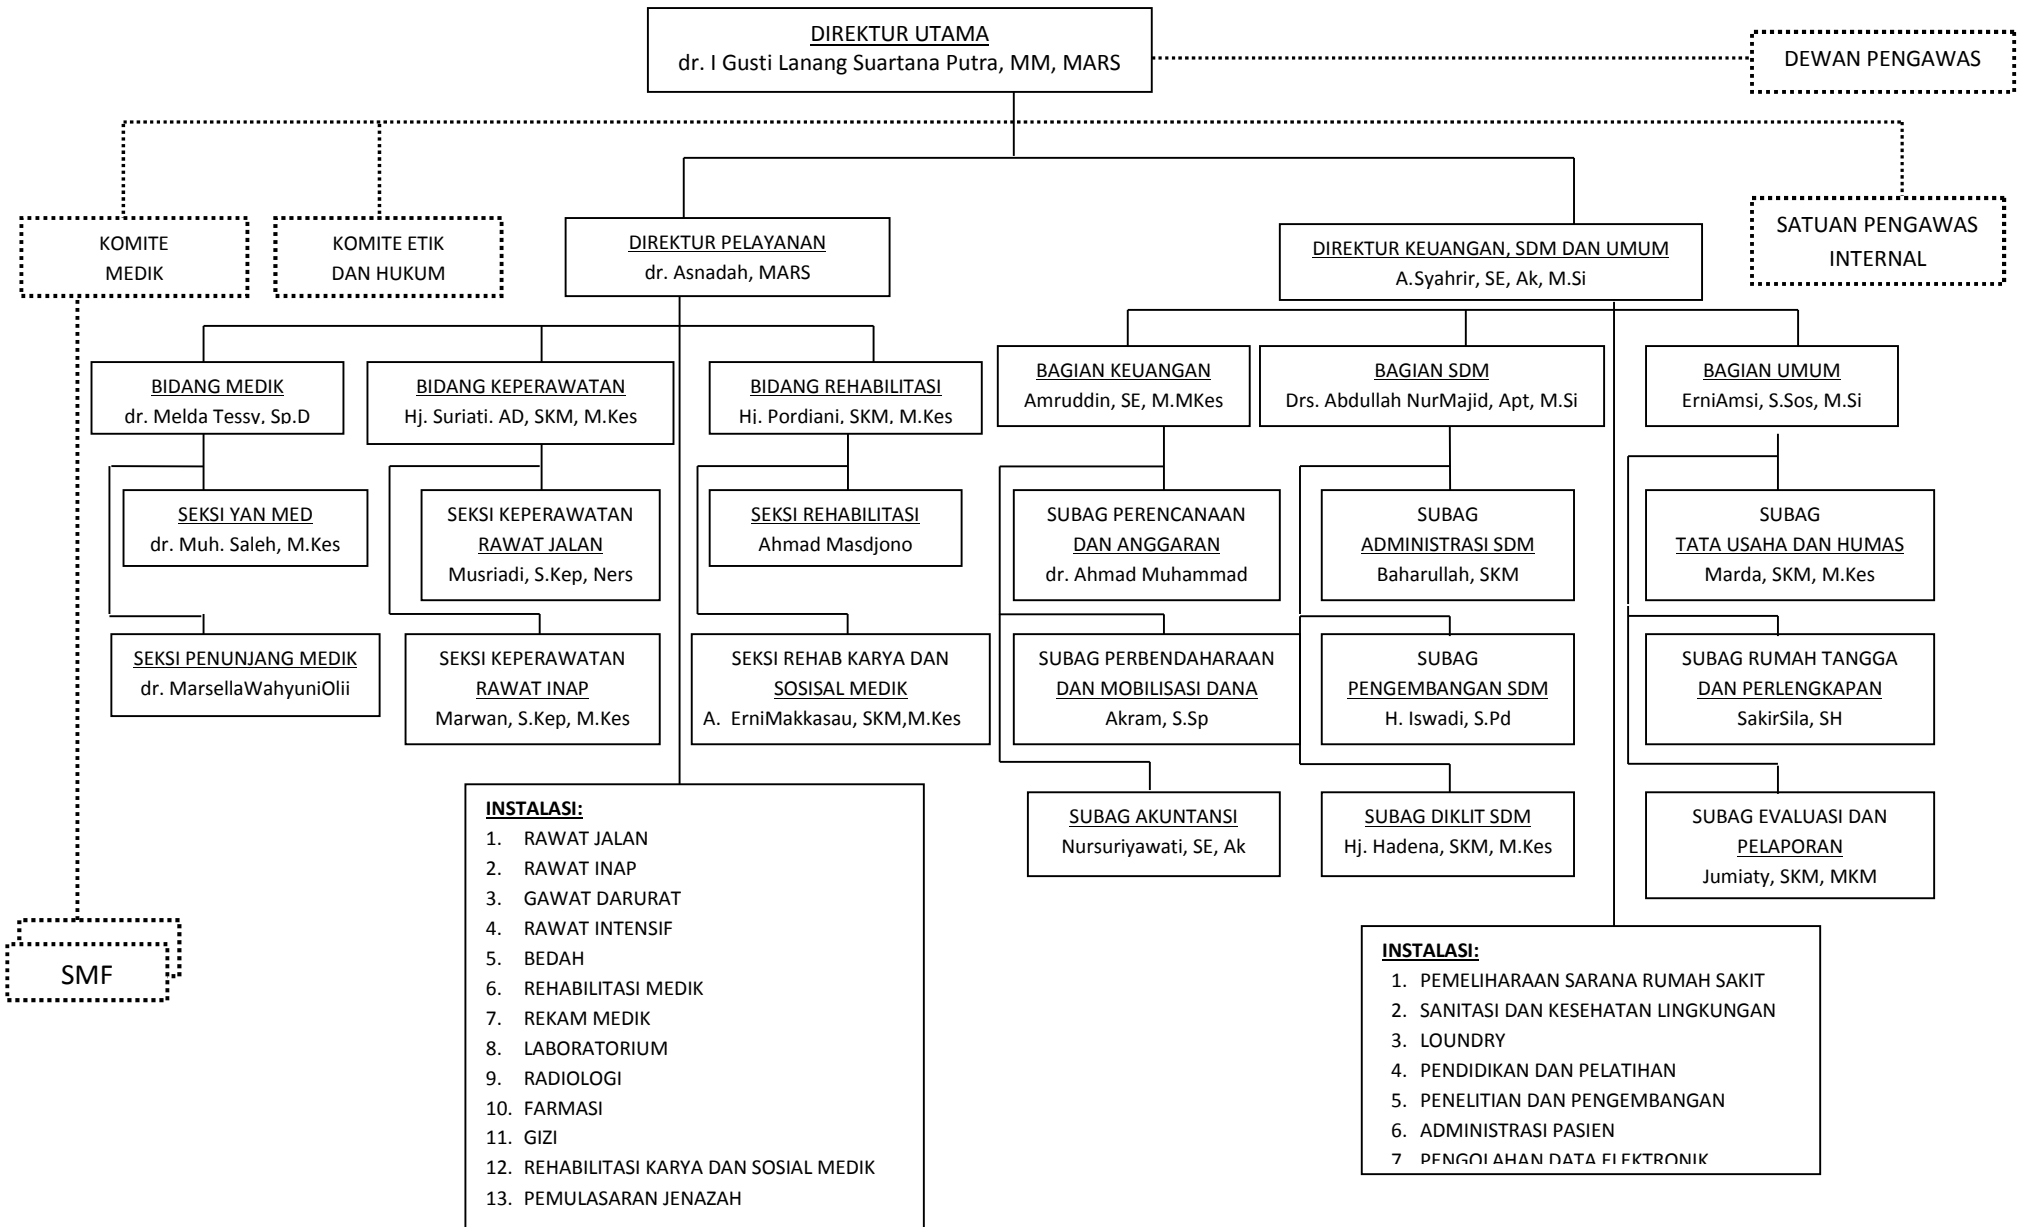 DIREKTUR UTAMA
dr. I Gusti Lanang Suartana Putra, MM, MARS
DEWAN PENGAWAS
KOMITE
MEDIK
KOMITE ETIK
DAN HUKUM
DIREKTUR PELAYANAN
dr. Asnadah, MARS
DIREKTUR KEUANGAN, SDM DAN UMUM
A.Syahrir, SE, Ak, M.Si
SATUAN PENGAWAS
INTERNAL
BIDANG MEDIK
dr. Melda Tessy, Sp.D
BIDANG KEPERAWATAN
Hj. Suriati. AD, SKM, M.Kes
BIDANG REHABILITASI
Hj. Pordiani, SKM, M.Kes
BAGIAN KEUANGAN
Amruddin, SE, M.MKes
BAGIAN SDM
Drs. Abdullah NurMajid, Apt, M.Si
BAGIAN UMUM
ErniAmsi, S.Sos, M.Si
SEKSI YAN MED
dr. Muh. Saleh, M.Kes
SEKSI KEPERAWATAN
RAWAT JALAN
Musriadi, S.Kep, Ners
SEKSI REHABILITASI
Ahmad Masdjono
SUBAG PERENCANAAN
DAN ANGGARAN
dr. Ahmad Muhammad
SUBAG
ADMINISTRASI SDM
Baharullah, SKM
SUBAG
TATA USAHA DAN HUMAS
Marda, SKM, M.Kes
SEKSI PENUNJANG MEDIK
dr. MarsellaWahyuniOlii
SEKSI KEPERAWATAN
RAWAT INAP
Marwan, S.Kep, M.Kes
SEKSI REHAB KARYA DAN
SOSISAL MEDIK
A. ErniMakkasau, SKM,M.Kes
SUBAG PERBENDAHARAAN
DAN MOBILISASI DANA
Akram, S.Sp
SUBAG
PENGEMBANGAN SDM
H. Iswadi, S.Pd
SUBAG RUMAH TANGGA
DAN PERLENGKAPAN
SakirSila, SH
SUBAG AKUNTANSI
Nursuriyawati, SE, Ak
SUBAG DIKLIT SDM
Hj. Hadena, SKM, M.Kes
SUBAG EVALUASI DAN
PELAPORAN
Jumiaty, SKM, MKM
SMF
INSTALASI:
1. RAWAT JALAN
2. RAWAT INAP
3. GAWAT DARURAT
4. RAWAT INTENSIF
5. BEDAH
6. REHABILITASI MEDIK
7. REKAM MEDIK
8. LABORATORIUM
9. RADIOLOGI
10. FARMASI
11. GIZI
12. REHABILITASI KARYA DAN SOSIAL MEDIK
13. PEMULASARAN JENAZAH
INSTALASI:
1. PEMELIHARAAN SARANA RUMAH SAKIT
2. SANITASI DAN KESEHATAN LINGKUNGAN
3. LOUNDRY
4. PENDIDIKAN DAN PELATIHAN
5. PENELITIAN DAN PENGEMBANGAN
6. ADMINISTRASI PASIEN
7. PENGOLAHAN DATA ELEKTRONIK